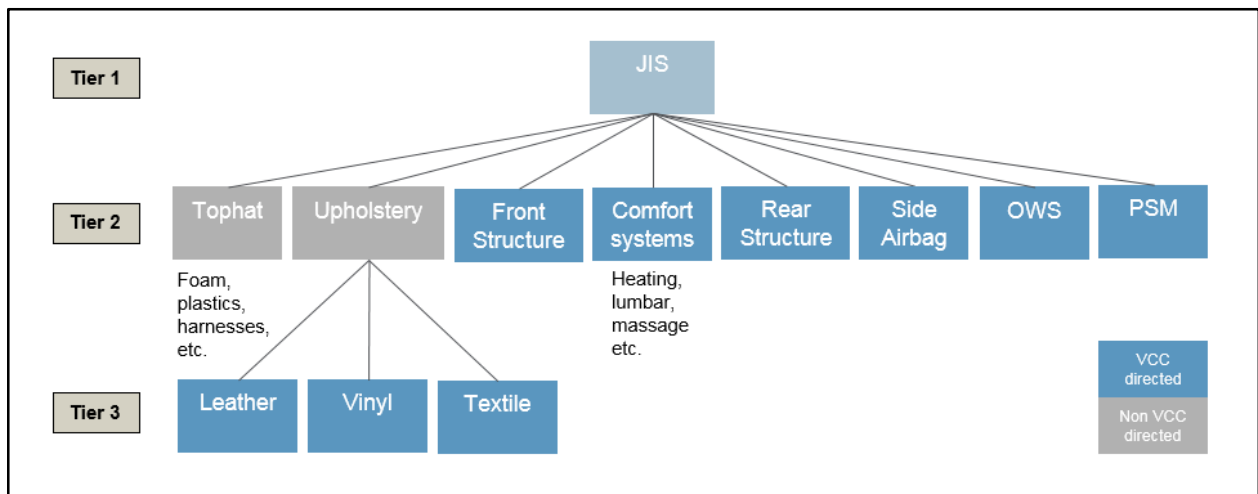 Tier 1
JIS
Tier 2
Tophat
Upholstery
Front
Structure
Comfort
systems
Rear
Structure
Side
Airbag
OWS
PSM
Foam,
plastics,
harnesses,
etc.
Heating,
lumbar,
massage
etc.
Tier 3
Leather
Vinyl
Textile
VCC
directed
Non VCC
directed